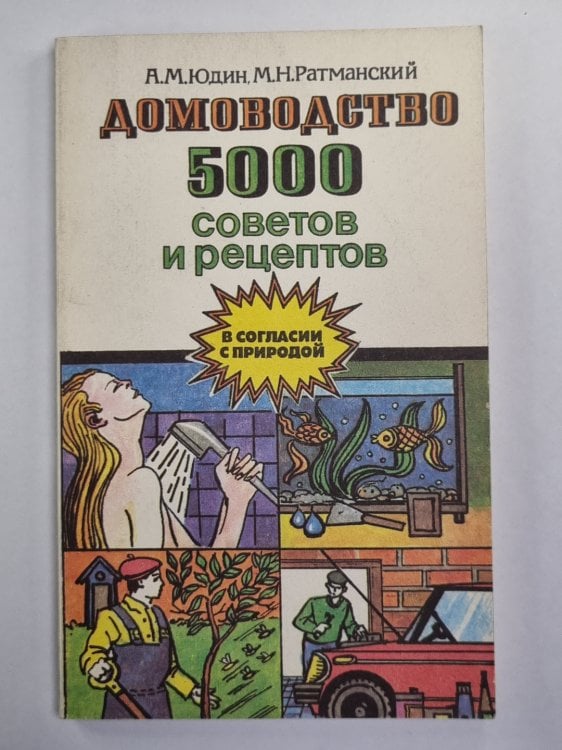 А.М.Юдин, М.Н.Ратманский
ДОМОВОДСТВО
5000
советов
и рецептов
В СОГЛАСИИ
С ПРИРОДОЙ